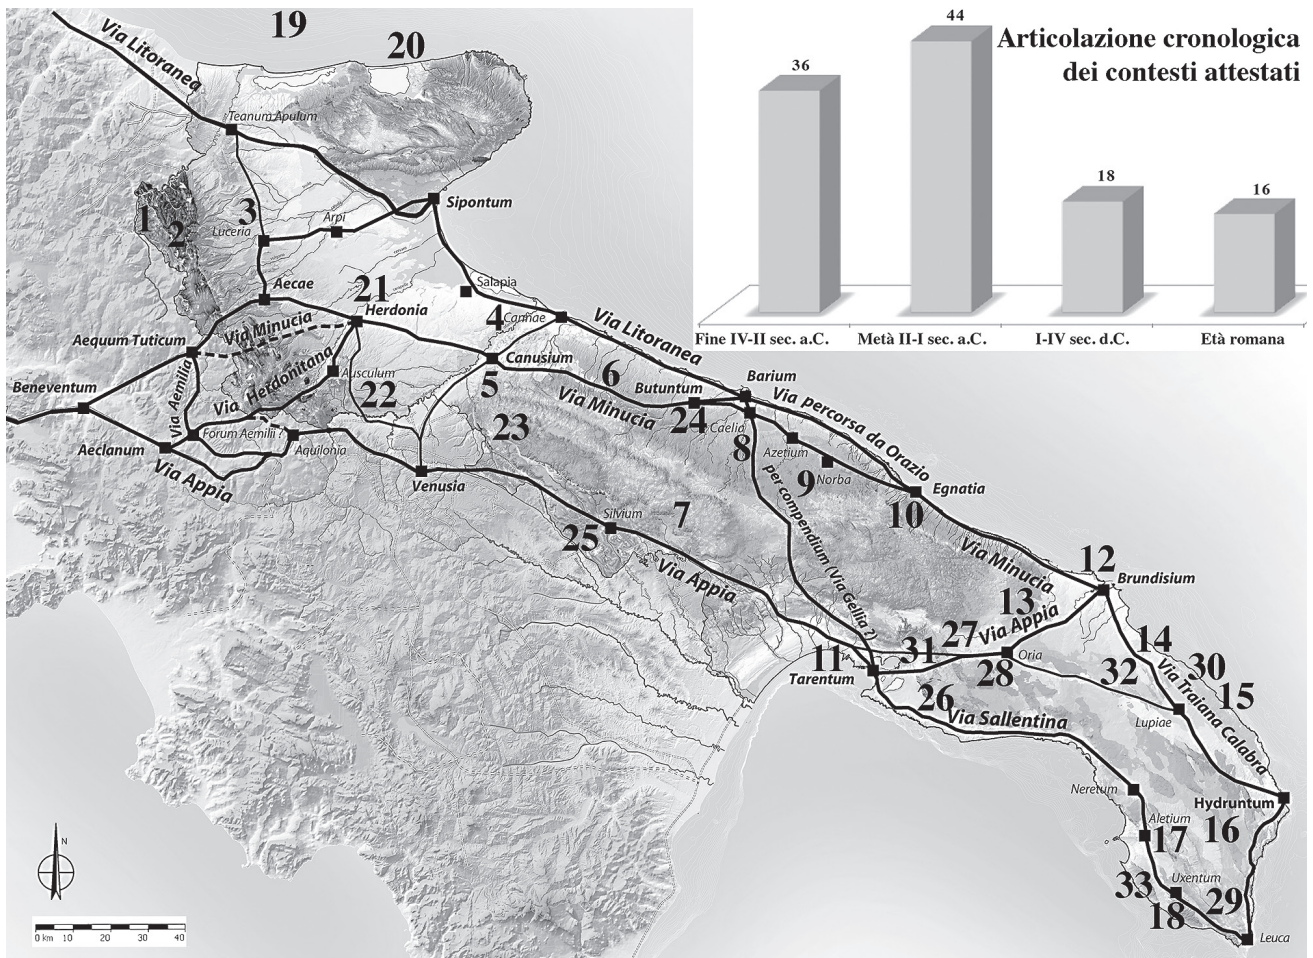 19
20
44
Articolazione cronologica
dei contesti attestati
36
18
16
Fine IV-II sec. a.C.
Metà II-I sec. a.C.
I-IV sec. d.C.
Età romana
Via Litoranea
Teanum Apulum
1
2
3
Luceria
Arpi
Sipontum
Aecae
21
Herdonia
Salapia
4
Cannae
Via Litoranea
Via Minucia
Aequum Tuticum
Canusium
5
6
Via Minucia
Butuntum
24
Barium
Via percorsa da Orazio
Beneventum
Via Aemilia
Via Herdonitana
Ausculum
22
Caelia
8
Azetium
9
Norba
Egnatia
10
Aeclanum
Forum Aemilii ?
Aquilonia
Via Appia
Venusia
23
7
Silvium
25
Via Appia
per compendium (Via Gellia ?)
Via Minucia
12
Brundisium
13
Via Appia
27
14
11
Tarentum
31
28
Oria
32
30
15
26
Via Sallentina
Lupiae
Via Traiana Calabra
Neretum
Hydruntum
16
Aletium
17
33
Uxentum
18
29
Leuca
N
0 km 10 20 30 40